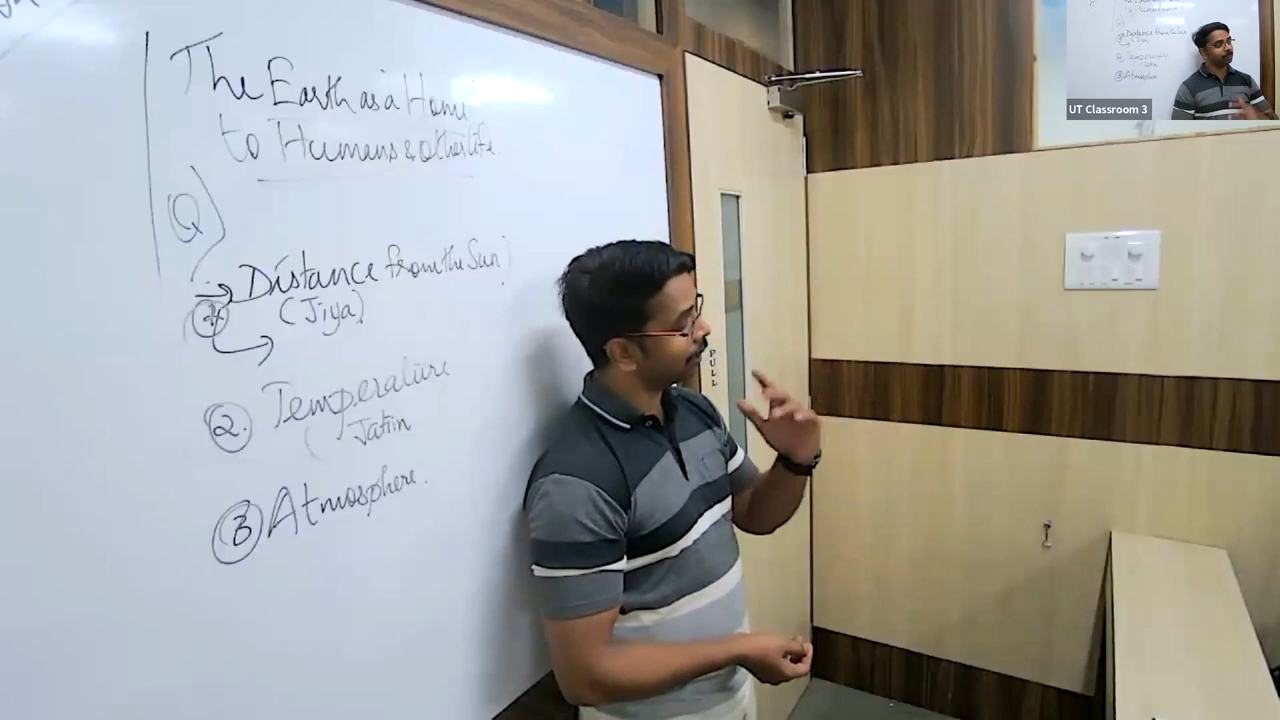 The Earth as a Home
to Humans & other life
Q)
→ Distance from the Sun)
(Jiya)
2. Temperature
( Jatin
3 Atmosphere.
PULL
UT Classroom 3